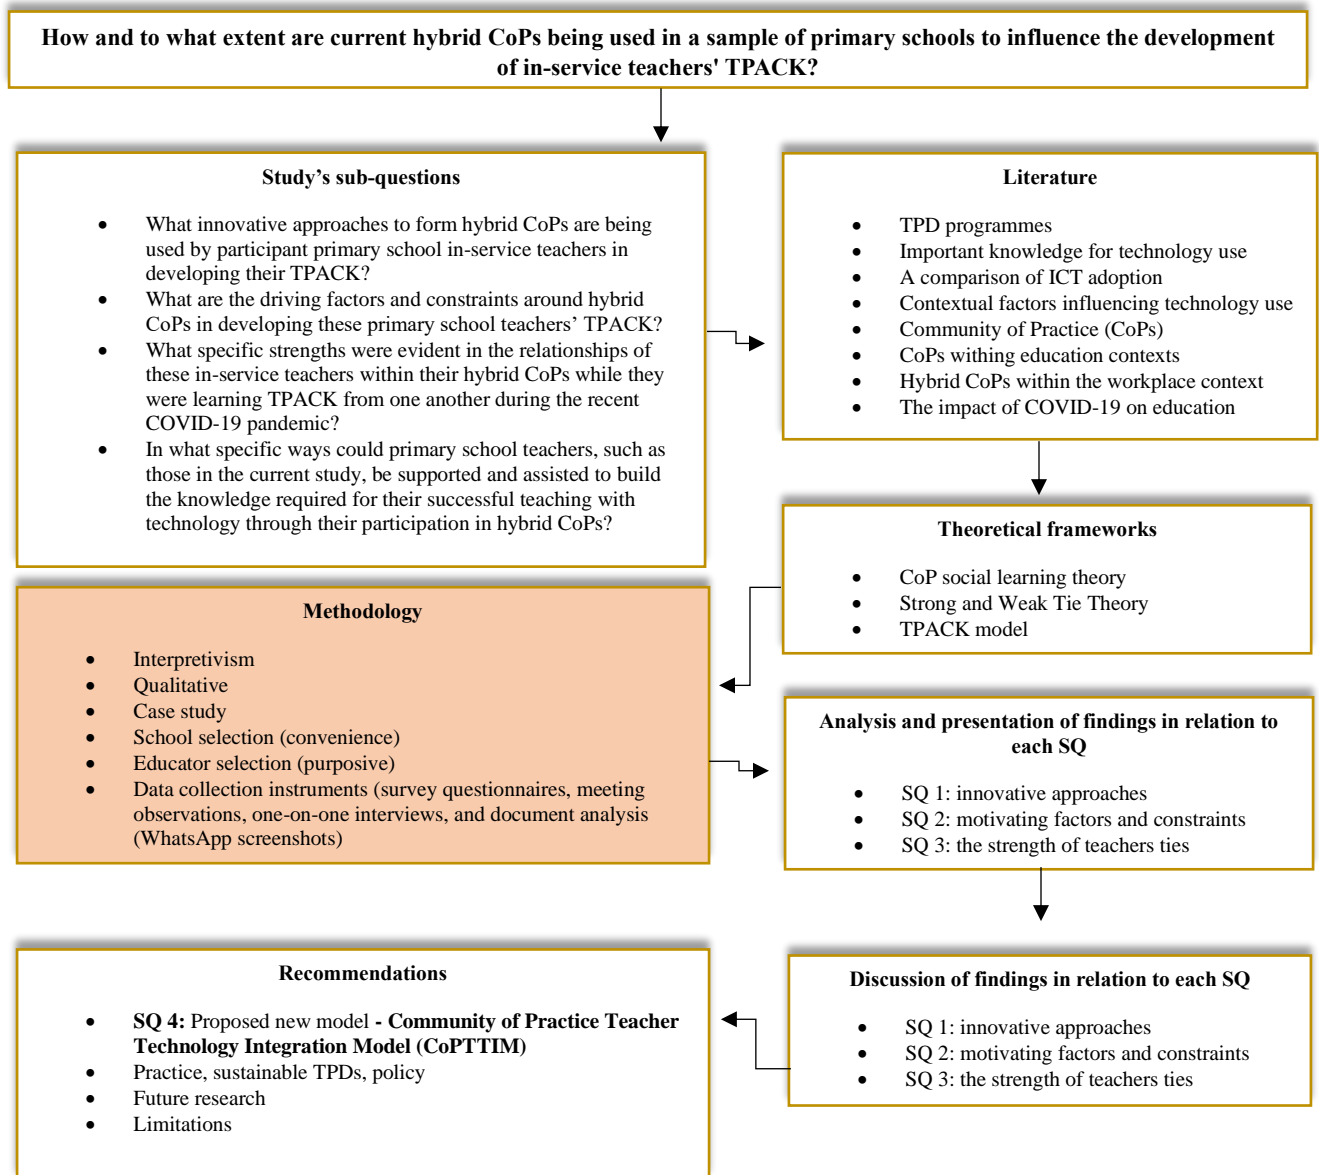 How and to what extent are current hybrid CoPs being used in a sample of primary schools to influence the development
of in-service teachers' TPACK?
Study’s sub-questions
• What innovative approaches to form hybrid CoPs are being
used by participant primary school in-service teachers in
developing their TPACK?
• What are the driving factors and constraints around hybrid
CoPs in developing these primary school teachers’ TPACK?
• What specific strengths were evident in the relationships of
these in-service teachers within their hybrid CoPs while they
were learning TPACK from one another during the recent
COVID-19 pandemic?
• In what specific ways could primary school teachers, such as
those in the current study, be supported and assisted to build
the knowledge required for their successful teaching with
technology through their participation in hybrid CoPs?
Literature
• TPD programmes
• Important knowledge for technology use
• A comparison of ICT adoption
• Contextual factors influencing technology use
• Community of Practice (CoPs)
• CoPs withing education contexts
• Hybrid CoPs within the workplace context
• The impact of COVID-19 on education
Theoretical frameworks
• CoP social learning theory
• Strong and Weak Tie Theory
• TPACK model
Methodology
• Interpretivism
• Qualitative
• Case study
• School selection (convenience)
• Educator selection (purposive)
• Data collection instruments (survey questionnaires, meeting
observations, one-on-one interviews, and document analysis
(WhatsApp screenshots)
Analysis and presentation of findings in relation to
each SQ
• SQ 1: innovative approaches
• SQ 2: motivating factors and constraints
• SQ 3: the strength of teachers ties
Discussion of findings in relation to each SQ
• SQ 1: innovative approaches
• SQ 2: motivating factors and constraints
• SQ 3: the strength of teachers ties
Recommendations
• SQ 4: Proposed new model - Community of Practice Teacher
Technology Integration Model (CoPTTIM)
• Practice, sustainable TPDs, policy
• Future research
• Limitations